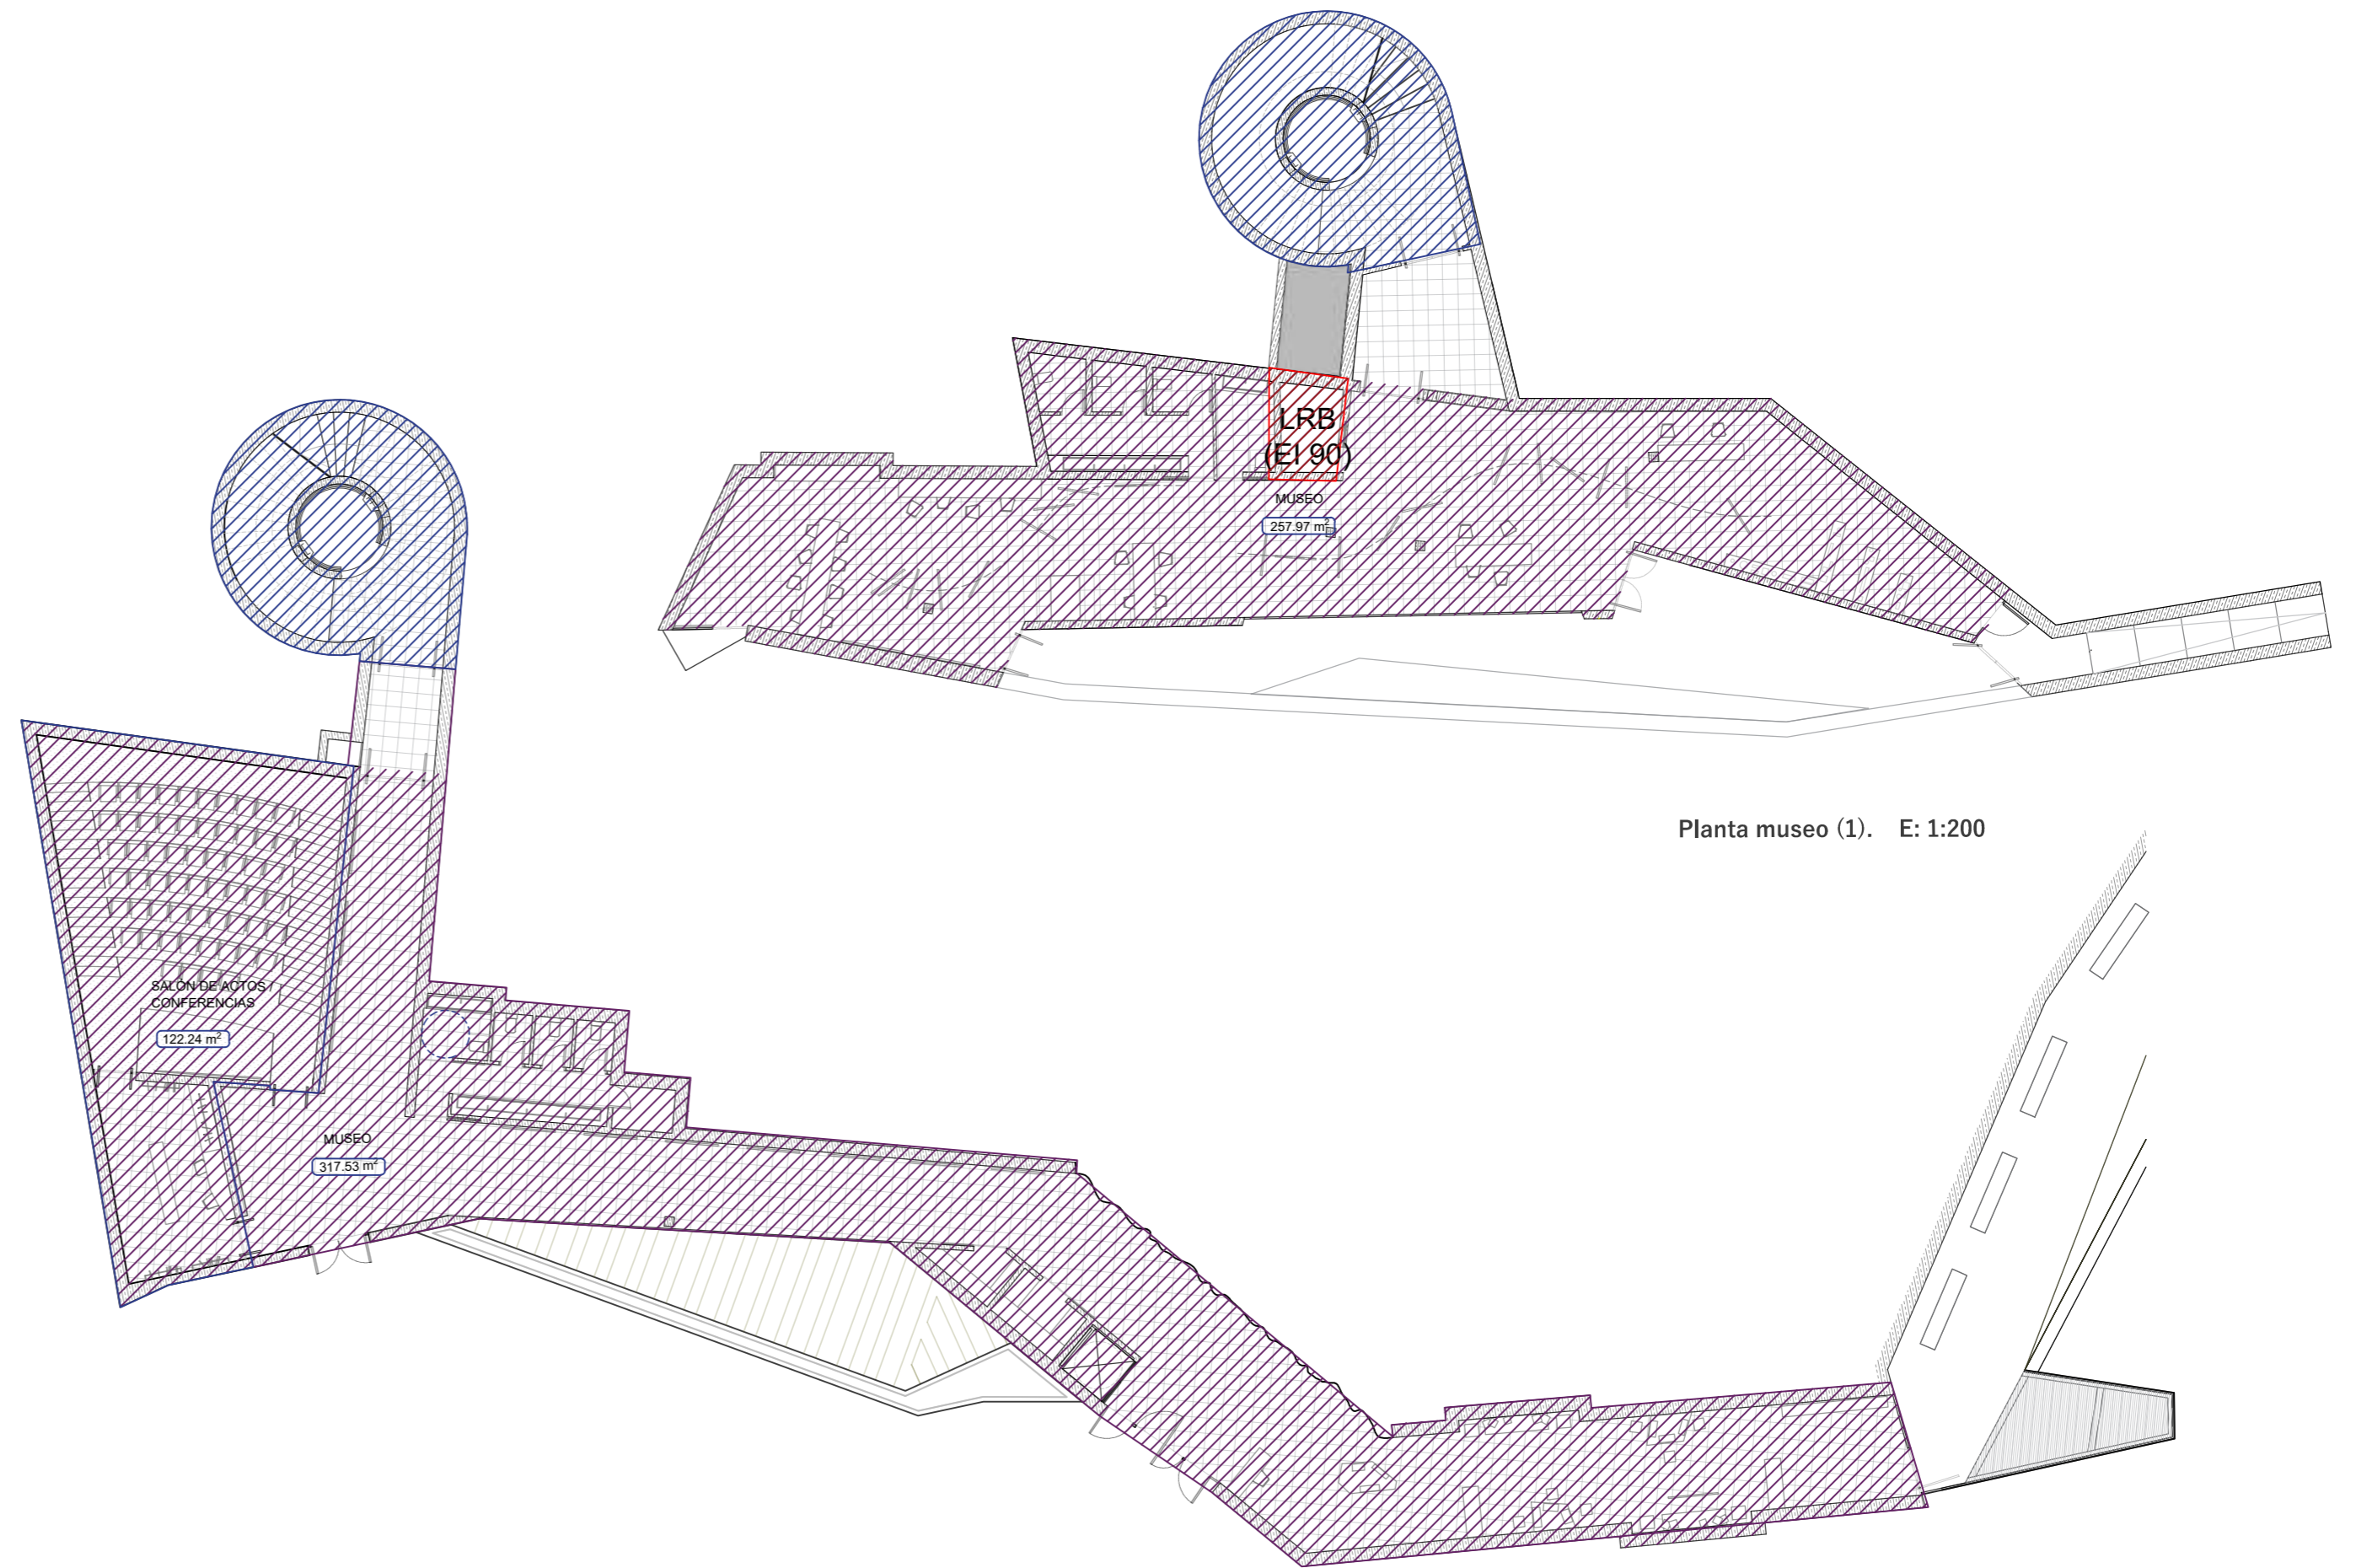 LRB
(EI 90)
MUSEO
257.97 m²
Planta museo (1). E: 1:200
SALÓN DE ACTOS /
CONFERENCIAS
122.24 m²
MUSEO
317.53 m²